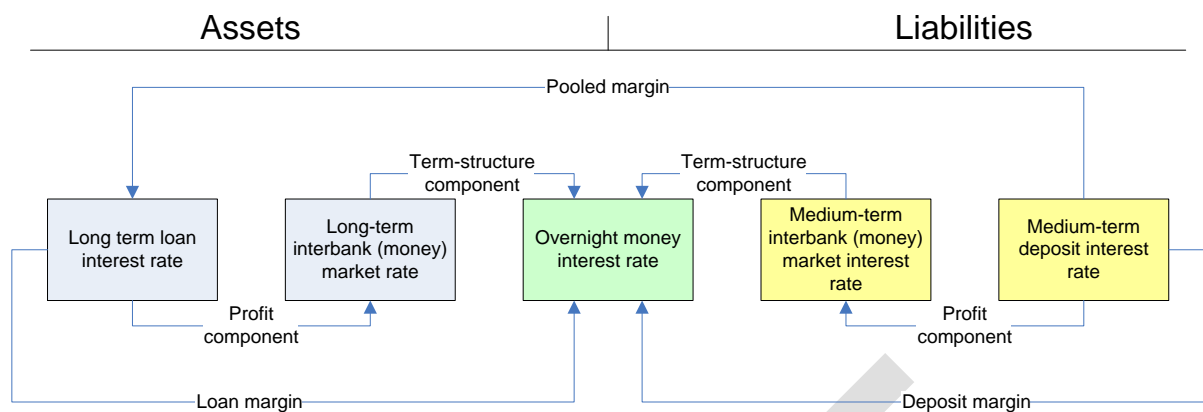 Assets
Liabilities
Pooled margin
Term-structure
component
Term-structure
component
Long term loan
interest rate
Long-term
interbank (money)
market rate
Overnight money
interest rate
Medium-term
interbank (money)
market interest
rate
Medium-term
deposit interest
rate
Profit
component
Profit
component
Loan margin
Deposit margin